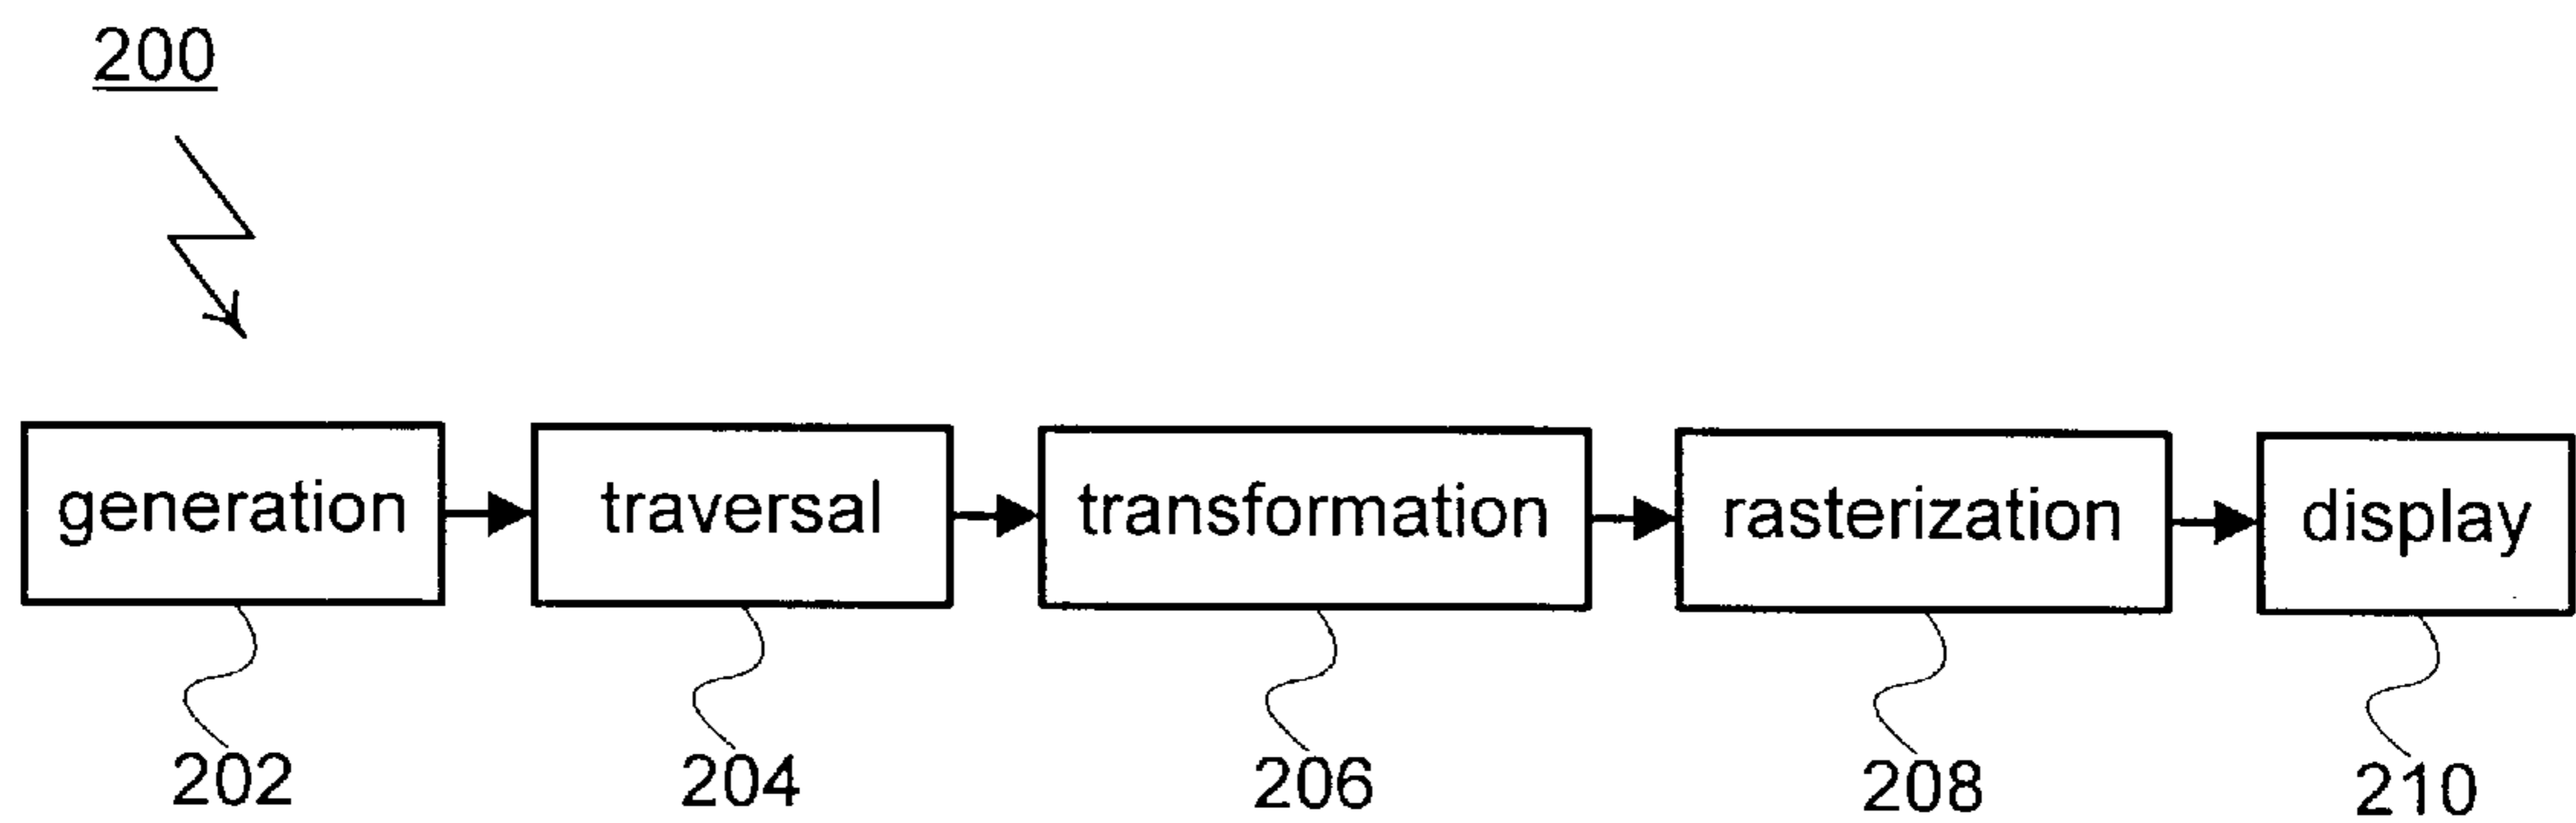 200
generation traversal transformation rasterization display
202 204 206 208 210